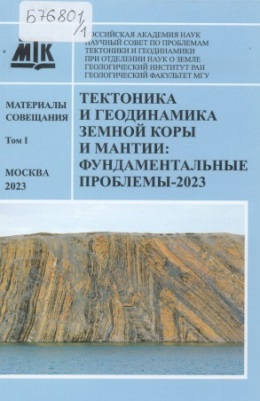 Б76801/1
МТК
РОССИЙСКАЯ АКАДЕМИЯ НАУК
НАУЧНЫЙ СОВЕТ ПО ПРОБЛЕМАМ
ТЕКТОНИКИ И ГЕОДИНАМИКИ
ПРИ ОТДЕЛЕНИИ НАУК О ЗЕМЛЕ
ГЕОЛОГИЧЕСКИЙ ИНСТИТУТ РАН
ГЕОЛОГИЧЕСКИЙ ФАКУЛЬТЕТ МГУ
МАТЕРИАЛЫ
СОВЕЩАНИЯ
Том I
МОСКВА
2023
ТЕКТОНИКА
И ГЕОДИНАМИКА
ЗЕМНОЙ КОРЫ
И МАНТИИ:
ФУНДАМЕНТАЛЬНЫЕ
ПРОБЛЕМЫ-2023